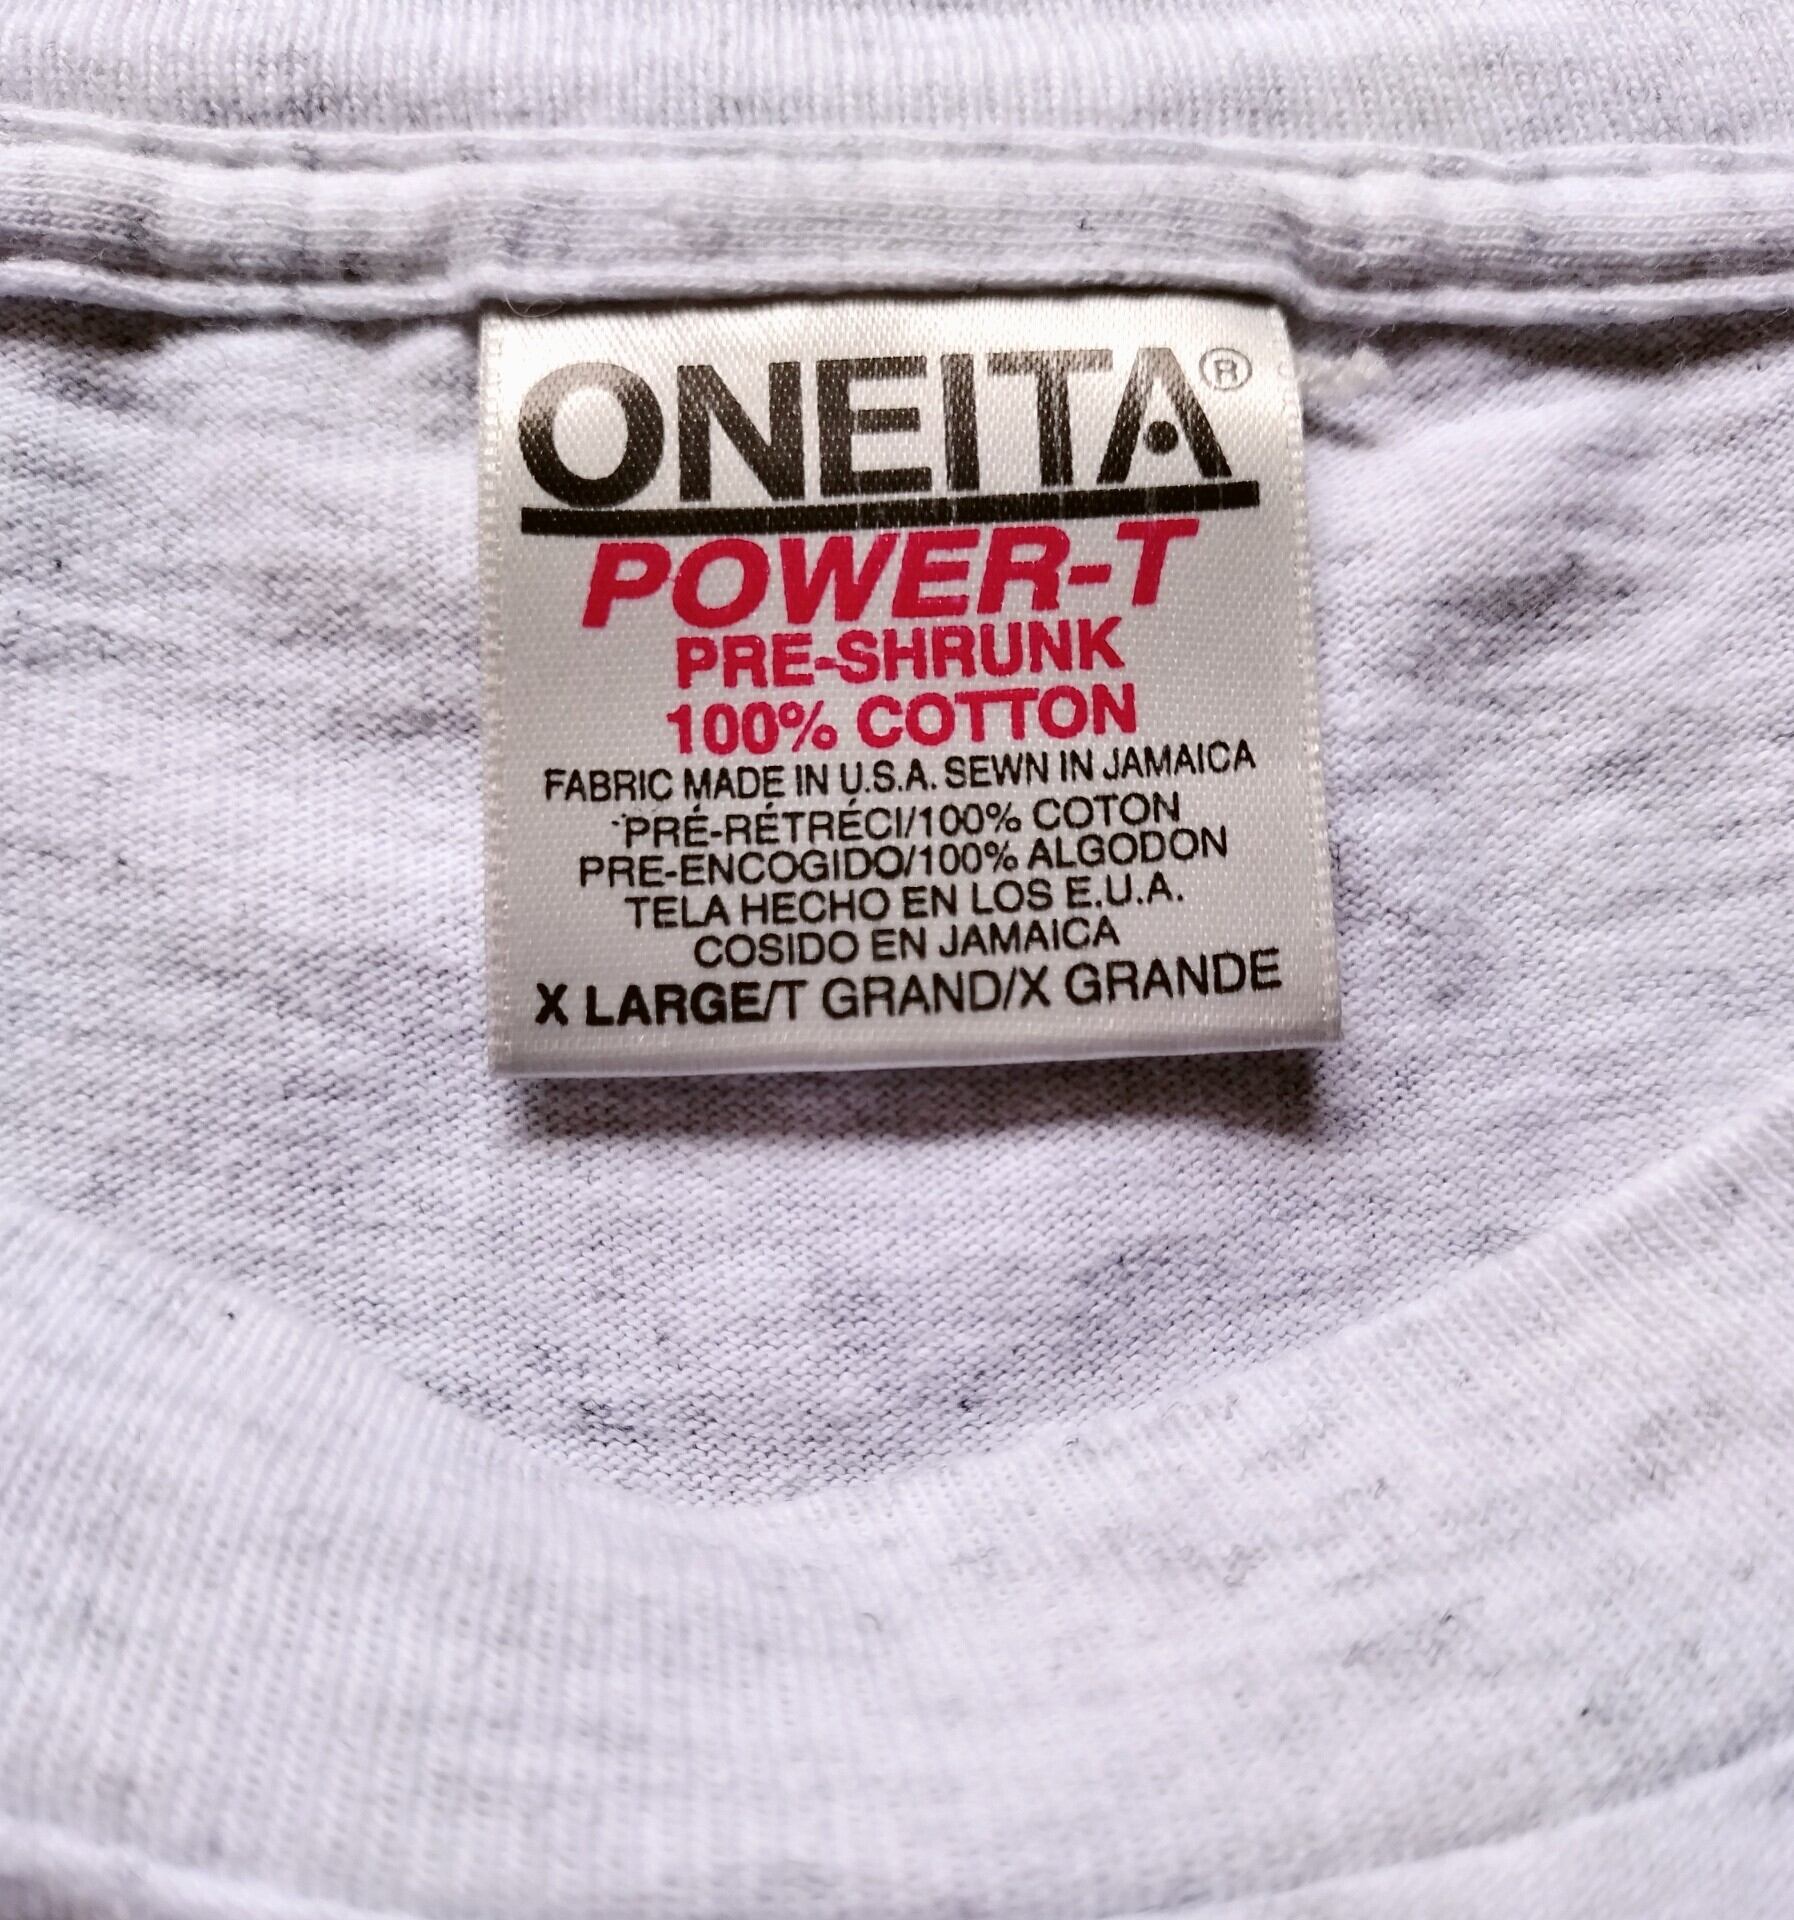 ONEITA®
POWER-T
PRE-SHRUNK
100% COTTON
FABRIC MADE IN U.S.A. SEWN IN JAMAICA
PRÉ-RÉTRÉCI/100% COTON
PRE-ENCOGIDO/100% ALGODON
TELA HECHO EN LOS E.U.A.
COSIDO EN JAMAICA
X LARGE/T GRAND/X GRANDE